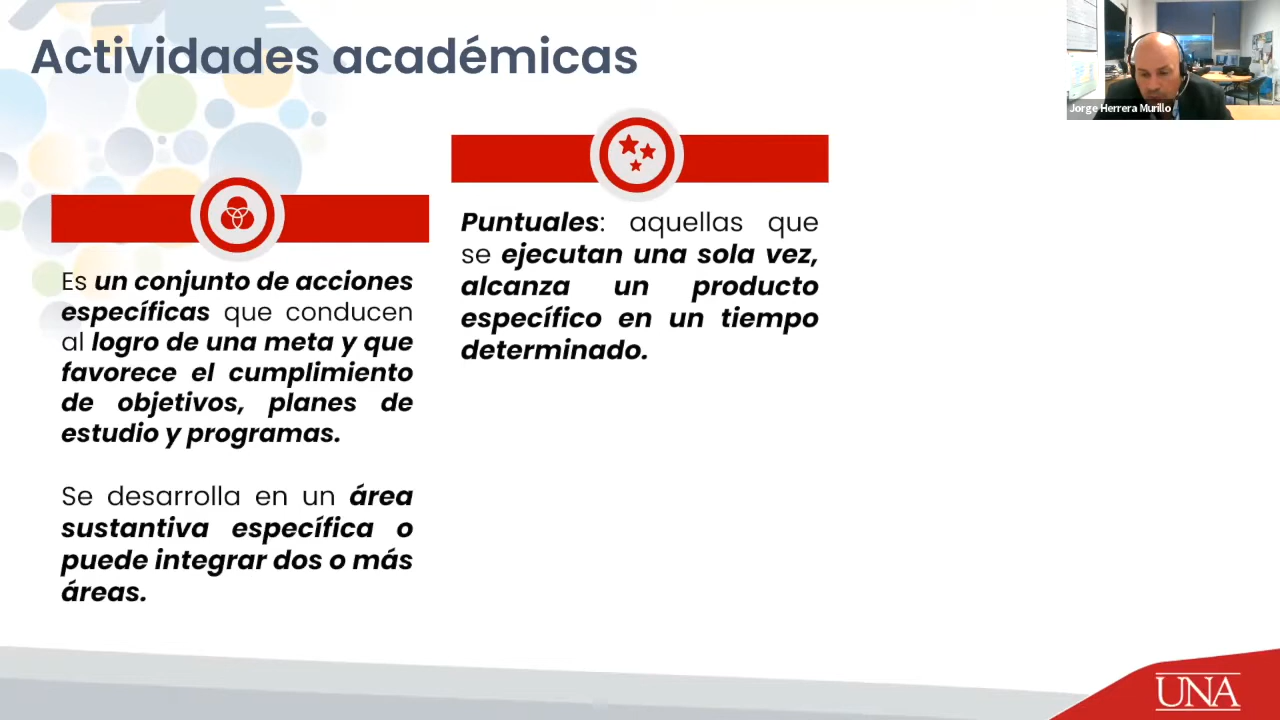 Actividades académicas
Jorge Herrera Murillo
Es un conjunto de acciones
específicas que conducen
al logro de una meta y que
favorece el cumplimiento
de objetivos, planes de
estudio y programas.
Se desarrolla en un área
sustantiva específica o
puede integrar dos o más
áreas.
Puntuales: aquellas que
se ejecutan una sola vez,
alcanza un producto
específico en un tiempo
determinado.
UNA